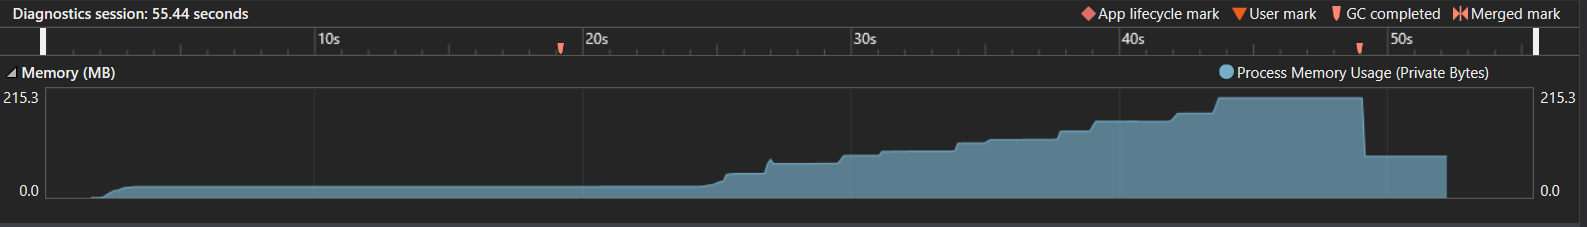 Diagnostics session: 55.44 seconds App lifecycle mark User mark GC completed Merged mark
10s 20s 30s 40s 50s
Memory (MB) Process Memory Usage (Private Bytes)
215.3 215.3
0.0 0.0